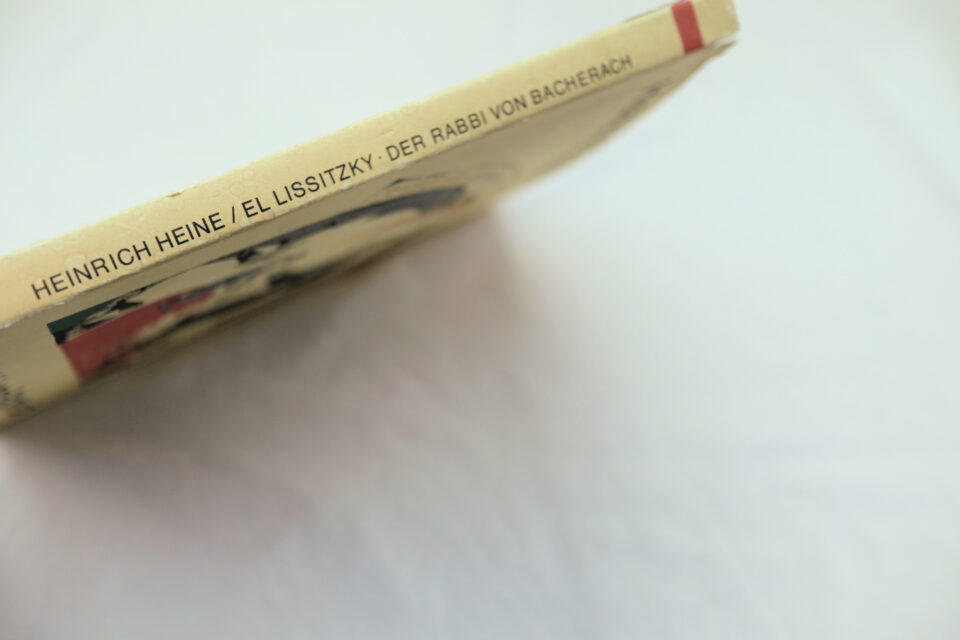 HEINRICH HEINE / EL LISSITZKY · DER RABBI VON BACHERACH